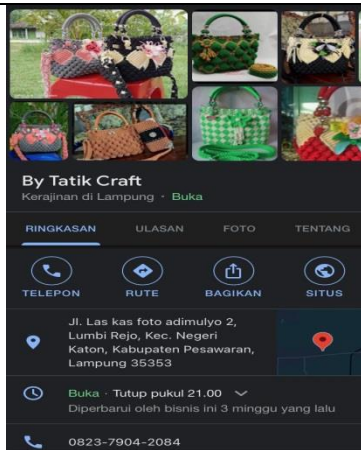 By Tatik Craft
Kerajinan di Lampung · Buka
RINGKASAN
ULASAN
FOTO
TENTANG
TELEPON
RUTE
BAGIKAN
SITUS
Jl. Las kas foto adimulyo 2,
Lumbi Rejo, Kec. Negeri
Katon, Kabupaten Pesawaran,
Lampung 35353
Buka · Tutup pukul 21.00
Diperbarui oleh bisnis ini 3 minggu yang lalu
0823-7904-2084